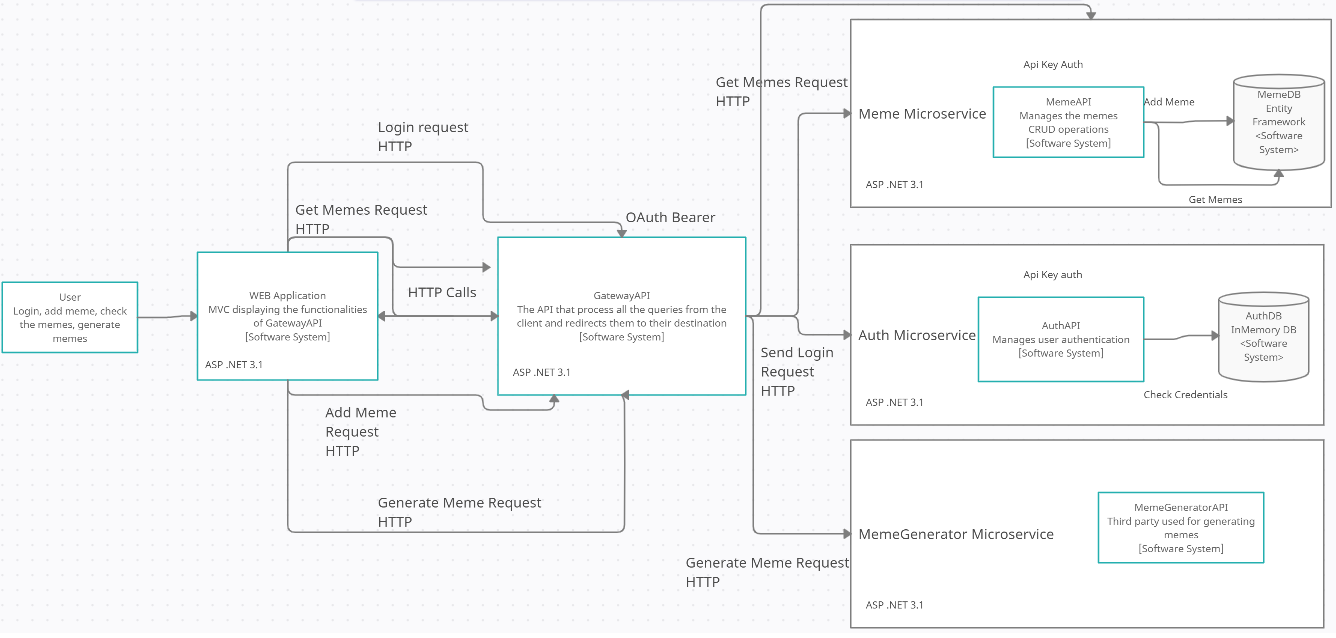 User
Login, add meme, check
the memes, generate
memes
Login request
HTTP
Get Memes Request
HTTP
WEB Application
MVC displaying the functionalities
of GatewayAPI
[Software System]
ASP .NET 3.1
HTTP Calls
Add Meme
Request
HTTP
Generate Meme Request
HTTP
OAuth Bearer
GatewayAPI
The API that process all the queries from the
client and redirects them to their destination
[Software System]
ASP .NET 3.1
Get Memes Request
HTTP
Send Login
Request
HTTP
Generate Meme Request
HTTP
Api Key Auth
Meme Microservice
MemeAPI
Manages the memes
CRUD operations
[Software System]
Add Meme
MemeDB
Entity
Framework
<Software
System>
ASP .NET 3.1
Get Memes
Api Key auth
Auth Microservice
AuthAPI
Manages user authentication
[Software System]
AuthDB
InMemory DB
<Software
System>
Check Credentials
ASP .NET 3.1
MemeGenerator Microservice
MemeGeneratorAPI
Third party used for generating
memes
[Software System]
ASP .NET 3.1